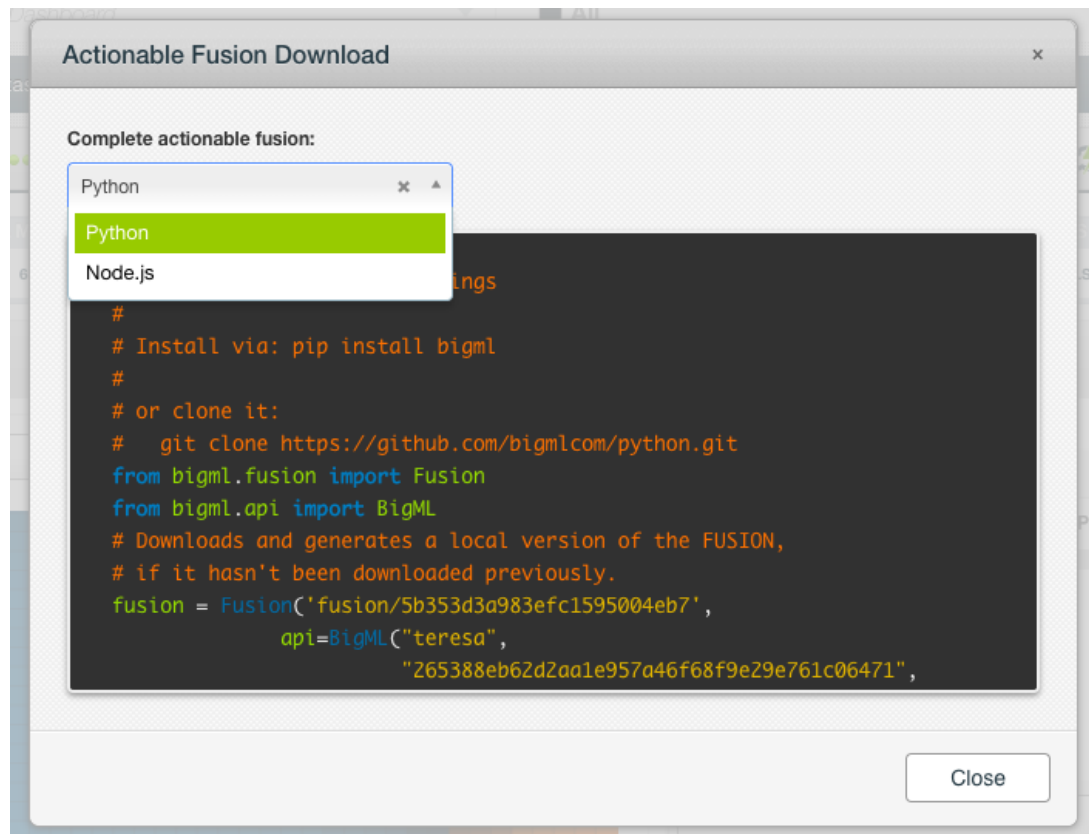 Dashboard
All
Actionable Fusion Download
×
Complete actionable fusion:
Python
Python
Node.js
ings
#
# Install via: pip install bigml
#
# or clone it:
#   git clone https://github.com/bigmlcom/python.git
from bigml.fusion import Fusion
from bigml.api import BigML
# Downloads and generates a local version of the FUSION,
# if it hasn't been downloaded previously.
fusion = Fusion('fusion/5b353d3a983efc1595004eb7',
api=BigML("teresa",
"265388eb62d2aa1e957a46f68f9e29e761c06471",
Close